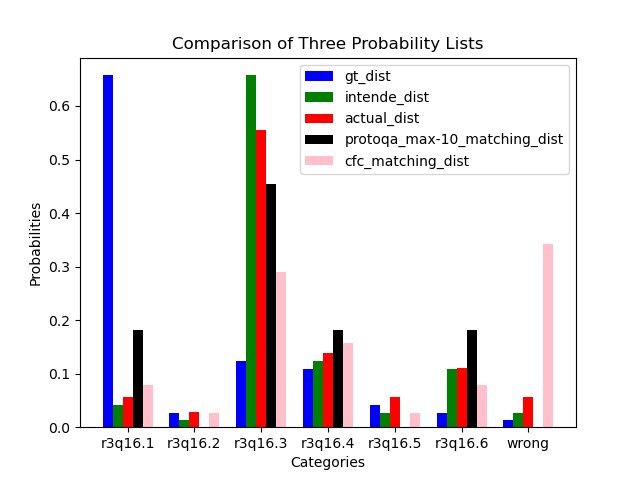 Comparison of Three Probability Lists
gt_dist
intende_dist
actual_dist
protoqa_max-10_matching_dist
cfc_matching_dist
Probabilities
0.6
0.5
0.4
0.3
0.2
0.1
0.0
r3q16.1 r3q16.2 r3q16.3 r3q16.4 r3q16.5 r3q16.6 wrong
Categories